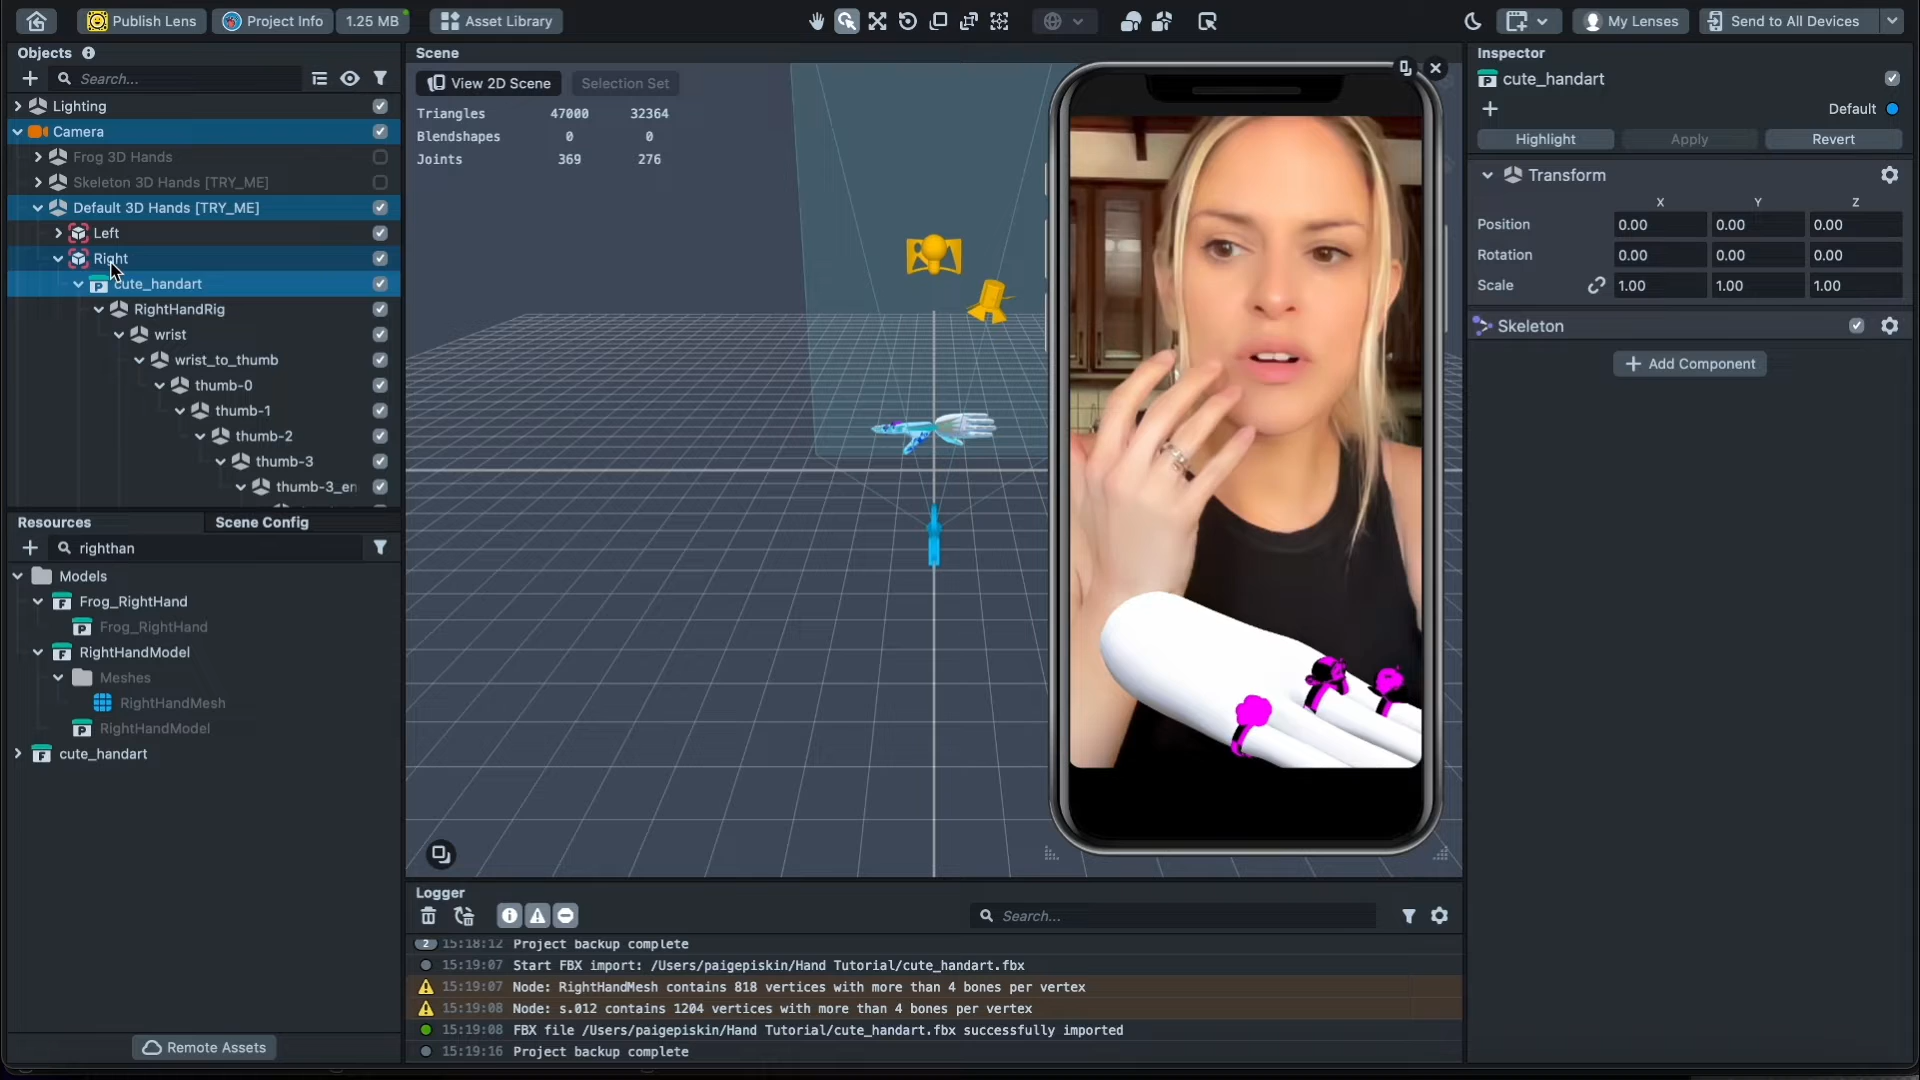 Publish Lens
Project Info
1.25 MB
Asset Library
My Lenses
Send to All Devices
Objects
Search...
Lighting
Camera
Frog 3D Hands
Skeleton 3D Hands [TRY_ME]
Default 3D Hands [TRY_ME]
Left
Right
cute_handart
RightHandRig
wrist
wrist_to_thumb
thumb-0
thumb-1
thumb-2
thumb-3
thumb-3_en
Resources
Scene Config
righthan
Models
Frog_RightHand
Frog_RightHand
RightHandModel
Meshes
RightHandMesh
RightHandModel
cute_handart
Remote Assets
Scene
View 2D Scene
Selection Set
Triangles 47000 32364
Blendshapes 0 0
Joints 369 276
Logger
Search...
2 15:18:12 Project backup complete
15:19:07 Start FBX import: /Users/paigepiskin/Hand Tutorial/cute_handart.fbx
15:19:07 Node: RightHandMesh contains 818 vertices with more than 4 bones per vertex
15:19:08 Node: s.012 contains 1204 vertices with more than 4 bones per vertex
15:19:08 FBX file /Users/paigepiskin/Hand Tutorial/cute_handart.fbx successfully imported
15:19:16 Project backup complete
Inspector
cute_handart
Default
Highlight
Apply
Revert
Transform
X Y Z
Position 0.00 0.00 0.00
Rotation 0.00 0.00 0.00
Scale 1.00 1.00 1.00
Skeleton
Add Component